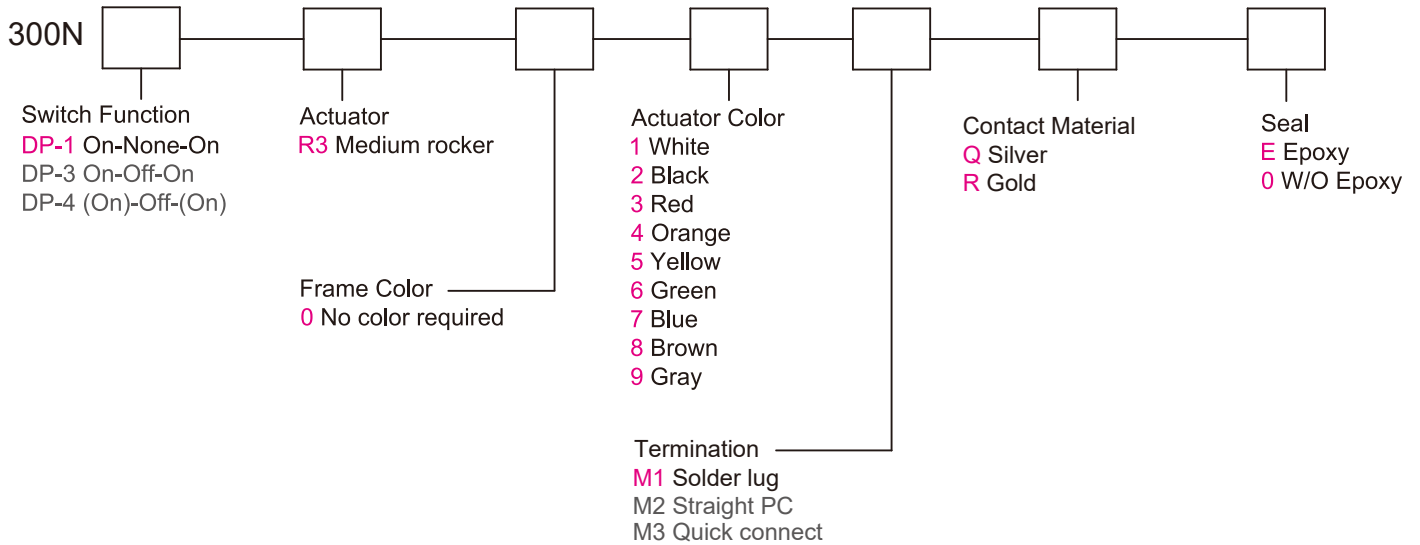 300N
Switch Function
DP-1 On-None-On
DP-3 On-Off-On
DP-4 (On)-Off-(On)
Actuator
R3 Medium rocker
Frame Color
0 No color required
Actuator Color
1 White
2 Black
3 Red
4 Orange
5 Yellow
6 Green
7 Blue
8 Brown
9 Gray
Termination
M1 Solder lug
M2 Straight PC
M3 Quick connect
Contact Material
Q Silver
R Gold
Seal
E Epoxy
0 W/O Epoxy